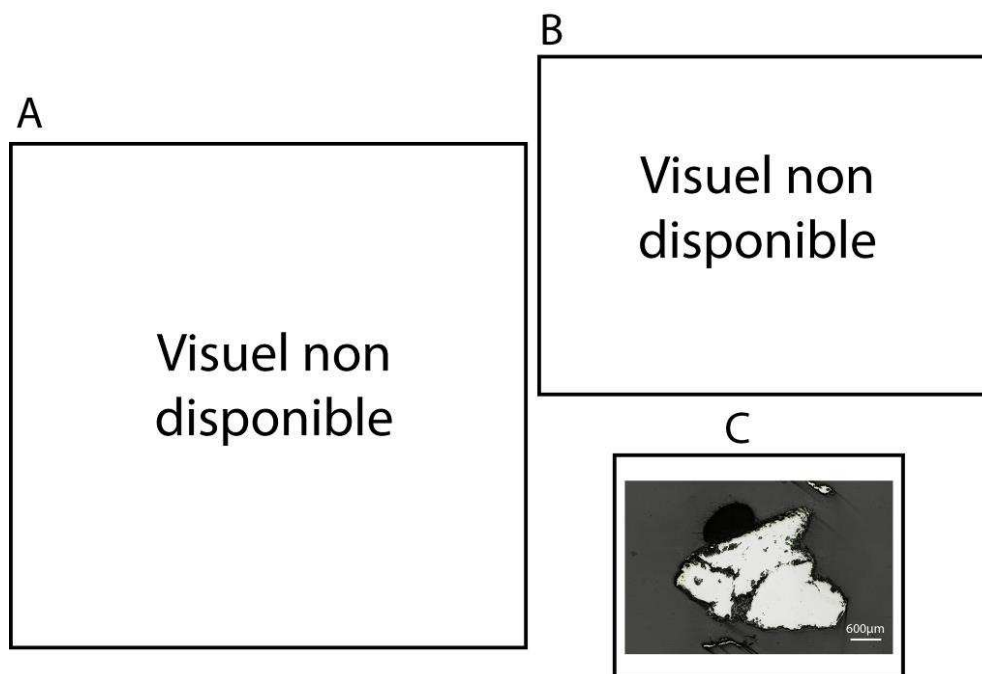 A
Visuel non
disponible
B
Visuel non
disponible
C
600µm